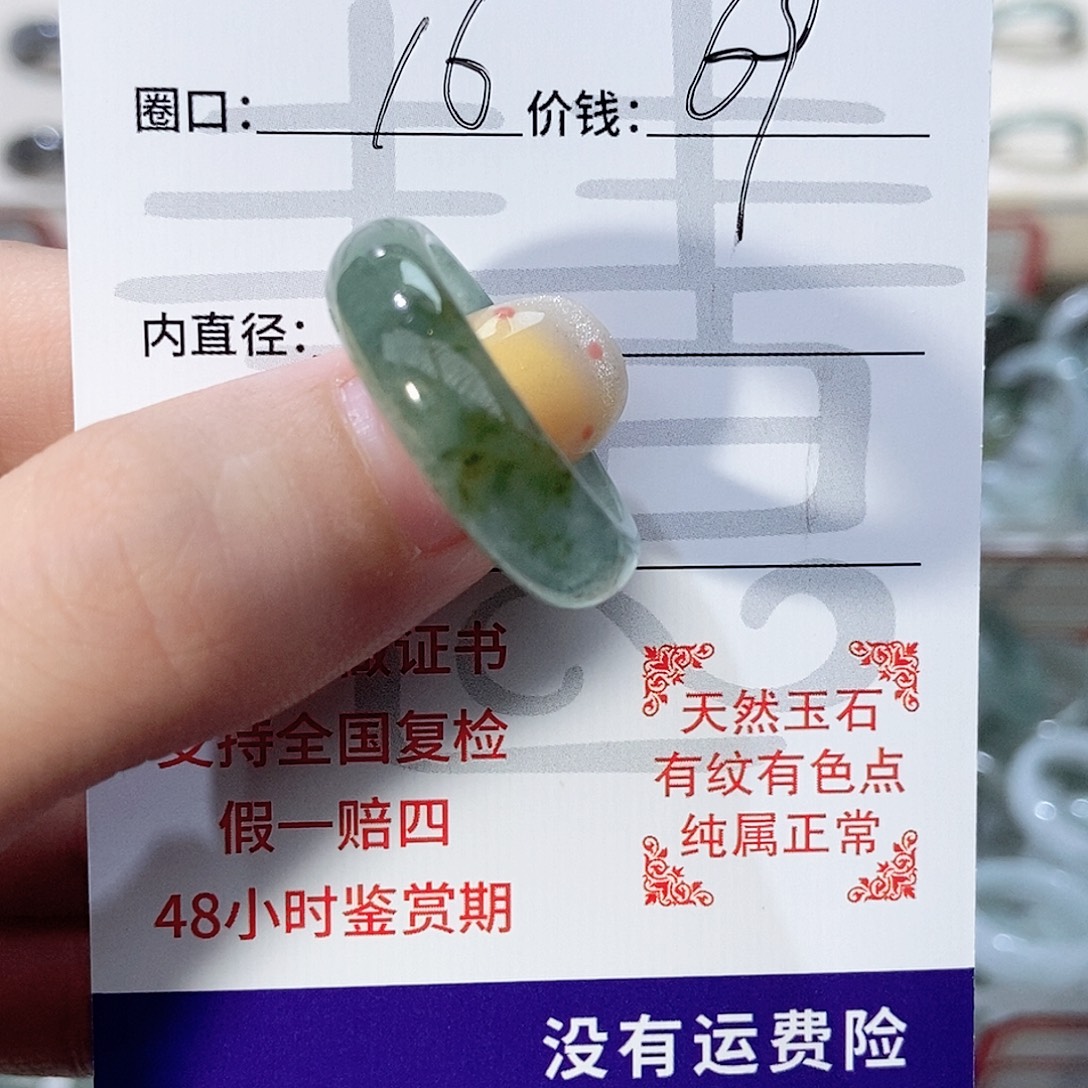 圈口: 16 价钱: 69
内直径:
证书
支持全国复检
假一赔四
48小时鉴赏期
天然玉石
有纹有色点
纯属正常
没有运费险